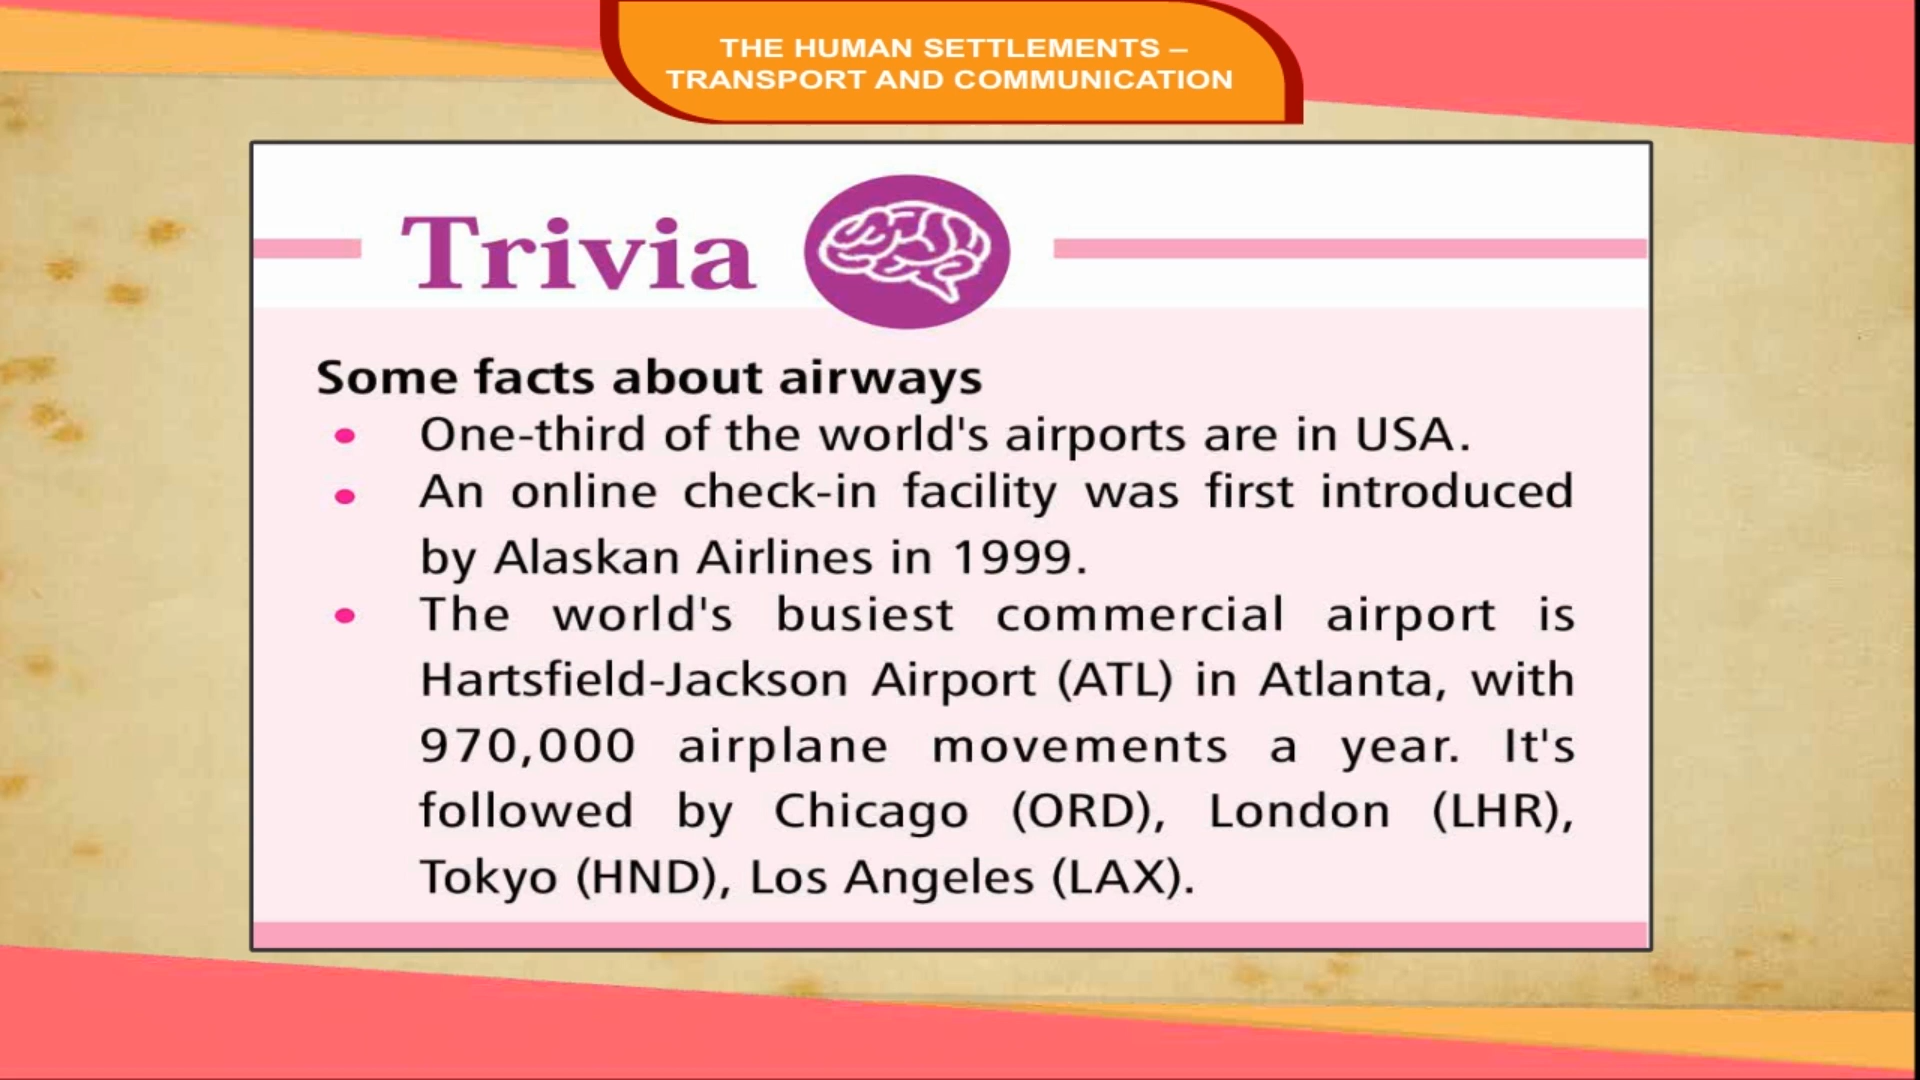 THE HUMAN SETTLEMENTS –
TRANSPORT AND COMMUNICATION
Trivia
Some facts about airways
• One-third of the world's airports are in USA.
• An online check-in facility was first introduced
by Alaskan Airlines in 1999.
• The world's busiest commercial airport is
Hartsfield-Jackson Airport (ATL) in Atlanta, with
970,000 airplane movements a year. It's
followed by Chicago (ORD), London (LHR),
Tokyo (HND), Los Angeles (LAX).